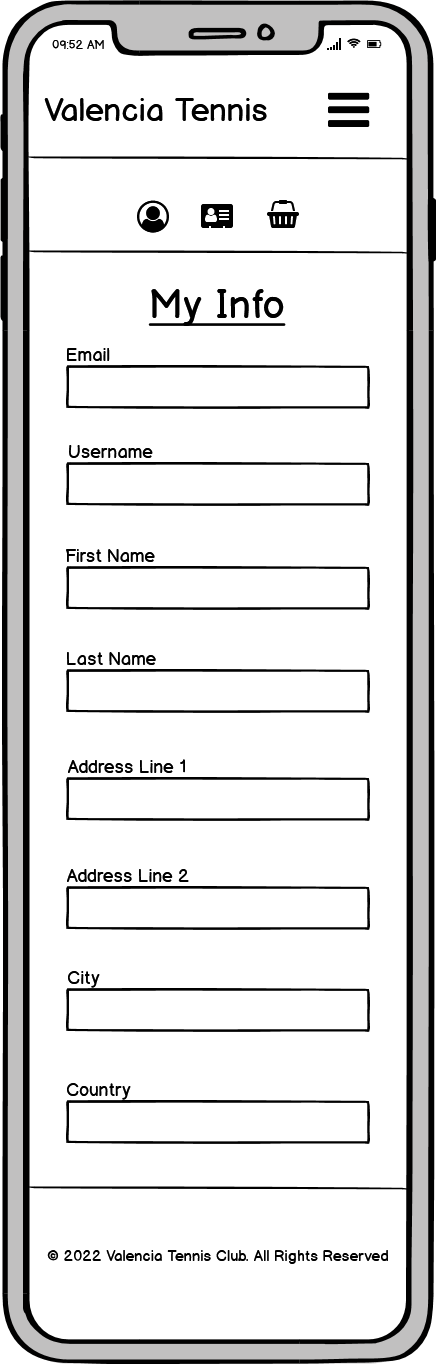 09:52 AM
Valencia Tennis
My Info
Email
Username
First Name
Last Name
Address Line 1
Address Line 2
City
Country
© 2022 Valencia Tennis Club. All Rights Reserved